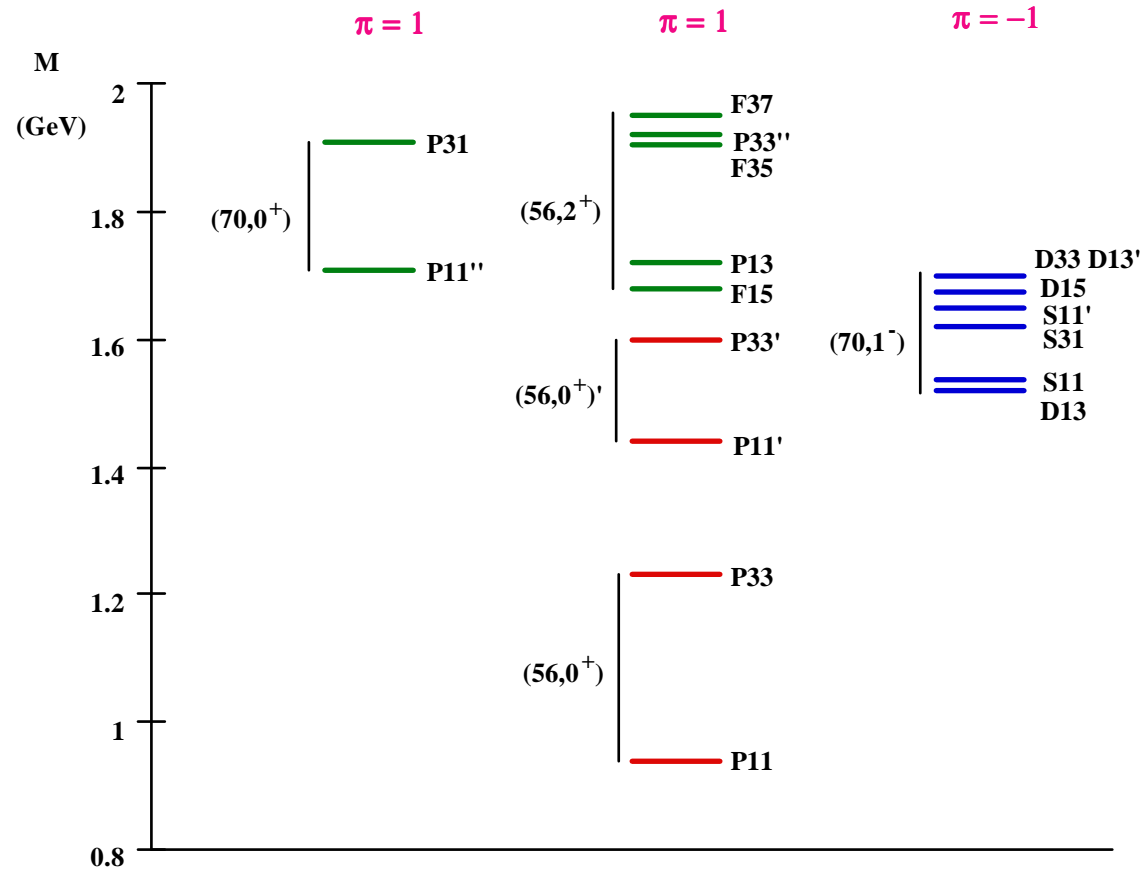 π = 1
π = 1
π = −1
M
(GeV)
2
1.8
1.6
1.4
1.2
1
0.8
P31
(70,0⁺)
P11''
F37
P33''
F35
(56,2⁺)
P13
F15
P33'
(56,0⁺)'
P11'
P33
(56,0⁺)
P11
D33 D13'
D15
S11'
S31
(70,1⁻)
S11
D13